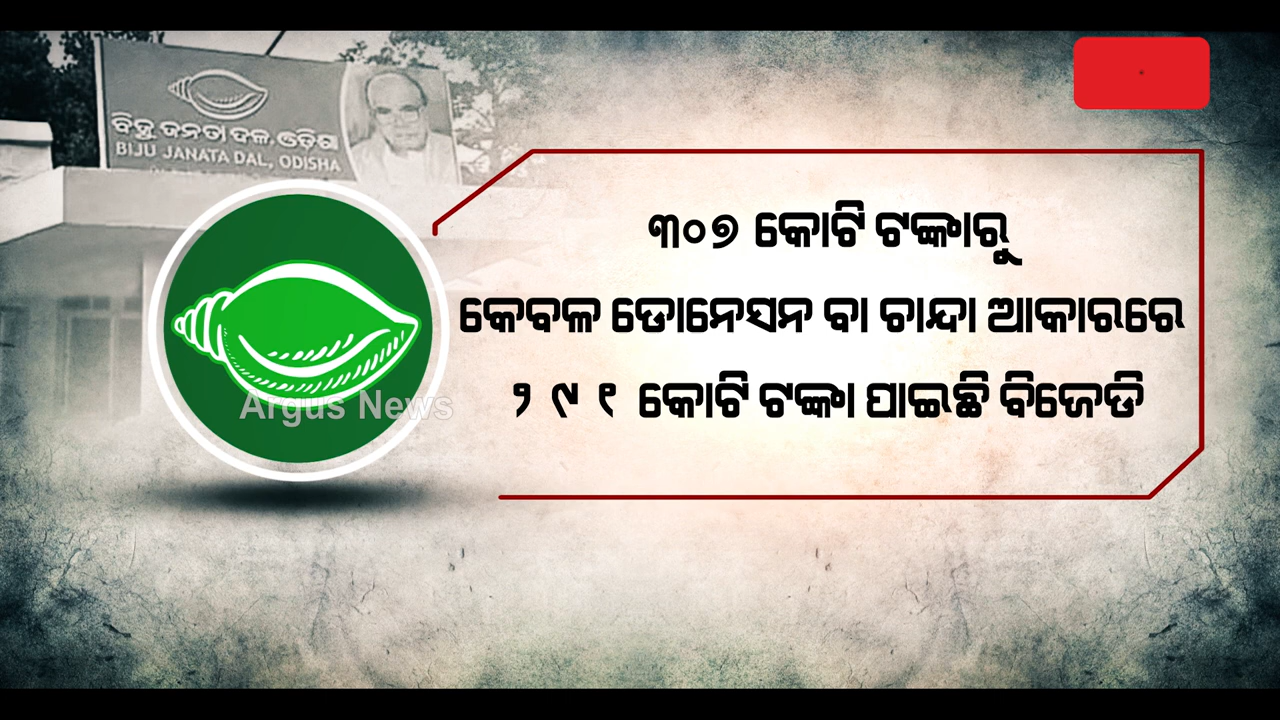 ବିଜୁ ଜନତା ଦଳ, ଓଡ଼ିଶା
BIJU JANATA DAL, ODISHA
୩୦୭ କୋଟି ଟଙ୍କାରୁ
କେବଳ ଡୋନେସନ ବା ଚାନ୍ଦା ଆକାରରେ
୨ ୯ ୧ କୋଟି ଟଙ୍କା ପାଇଛି ବିଜେଡି
Argus News